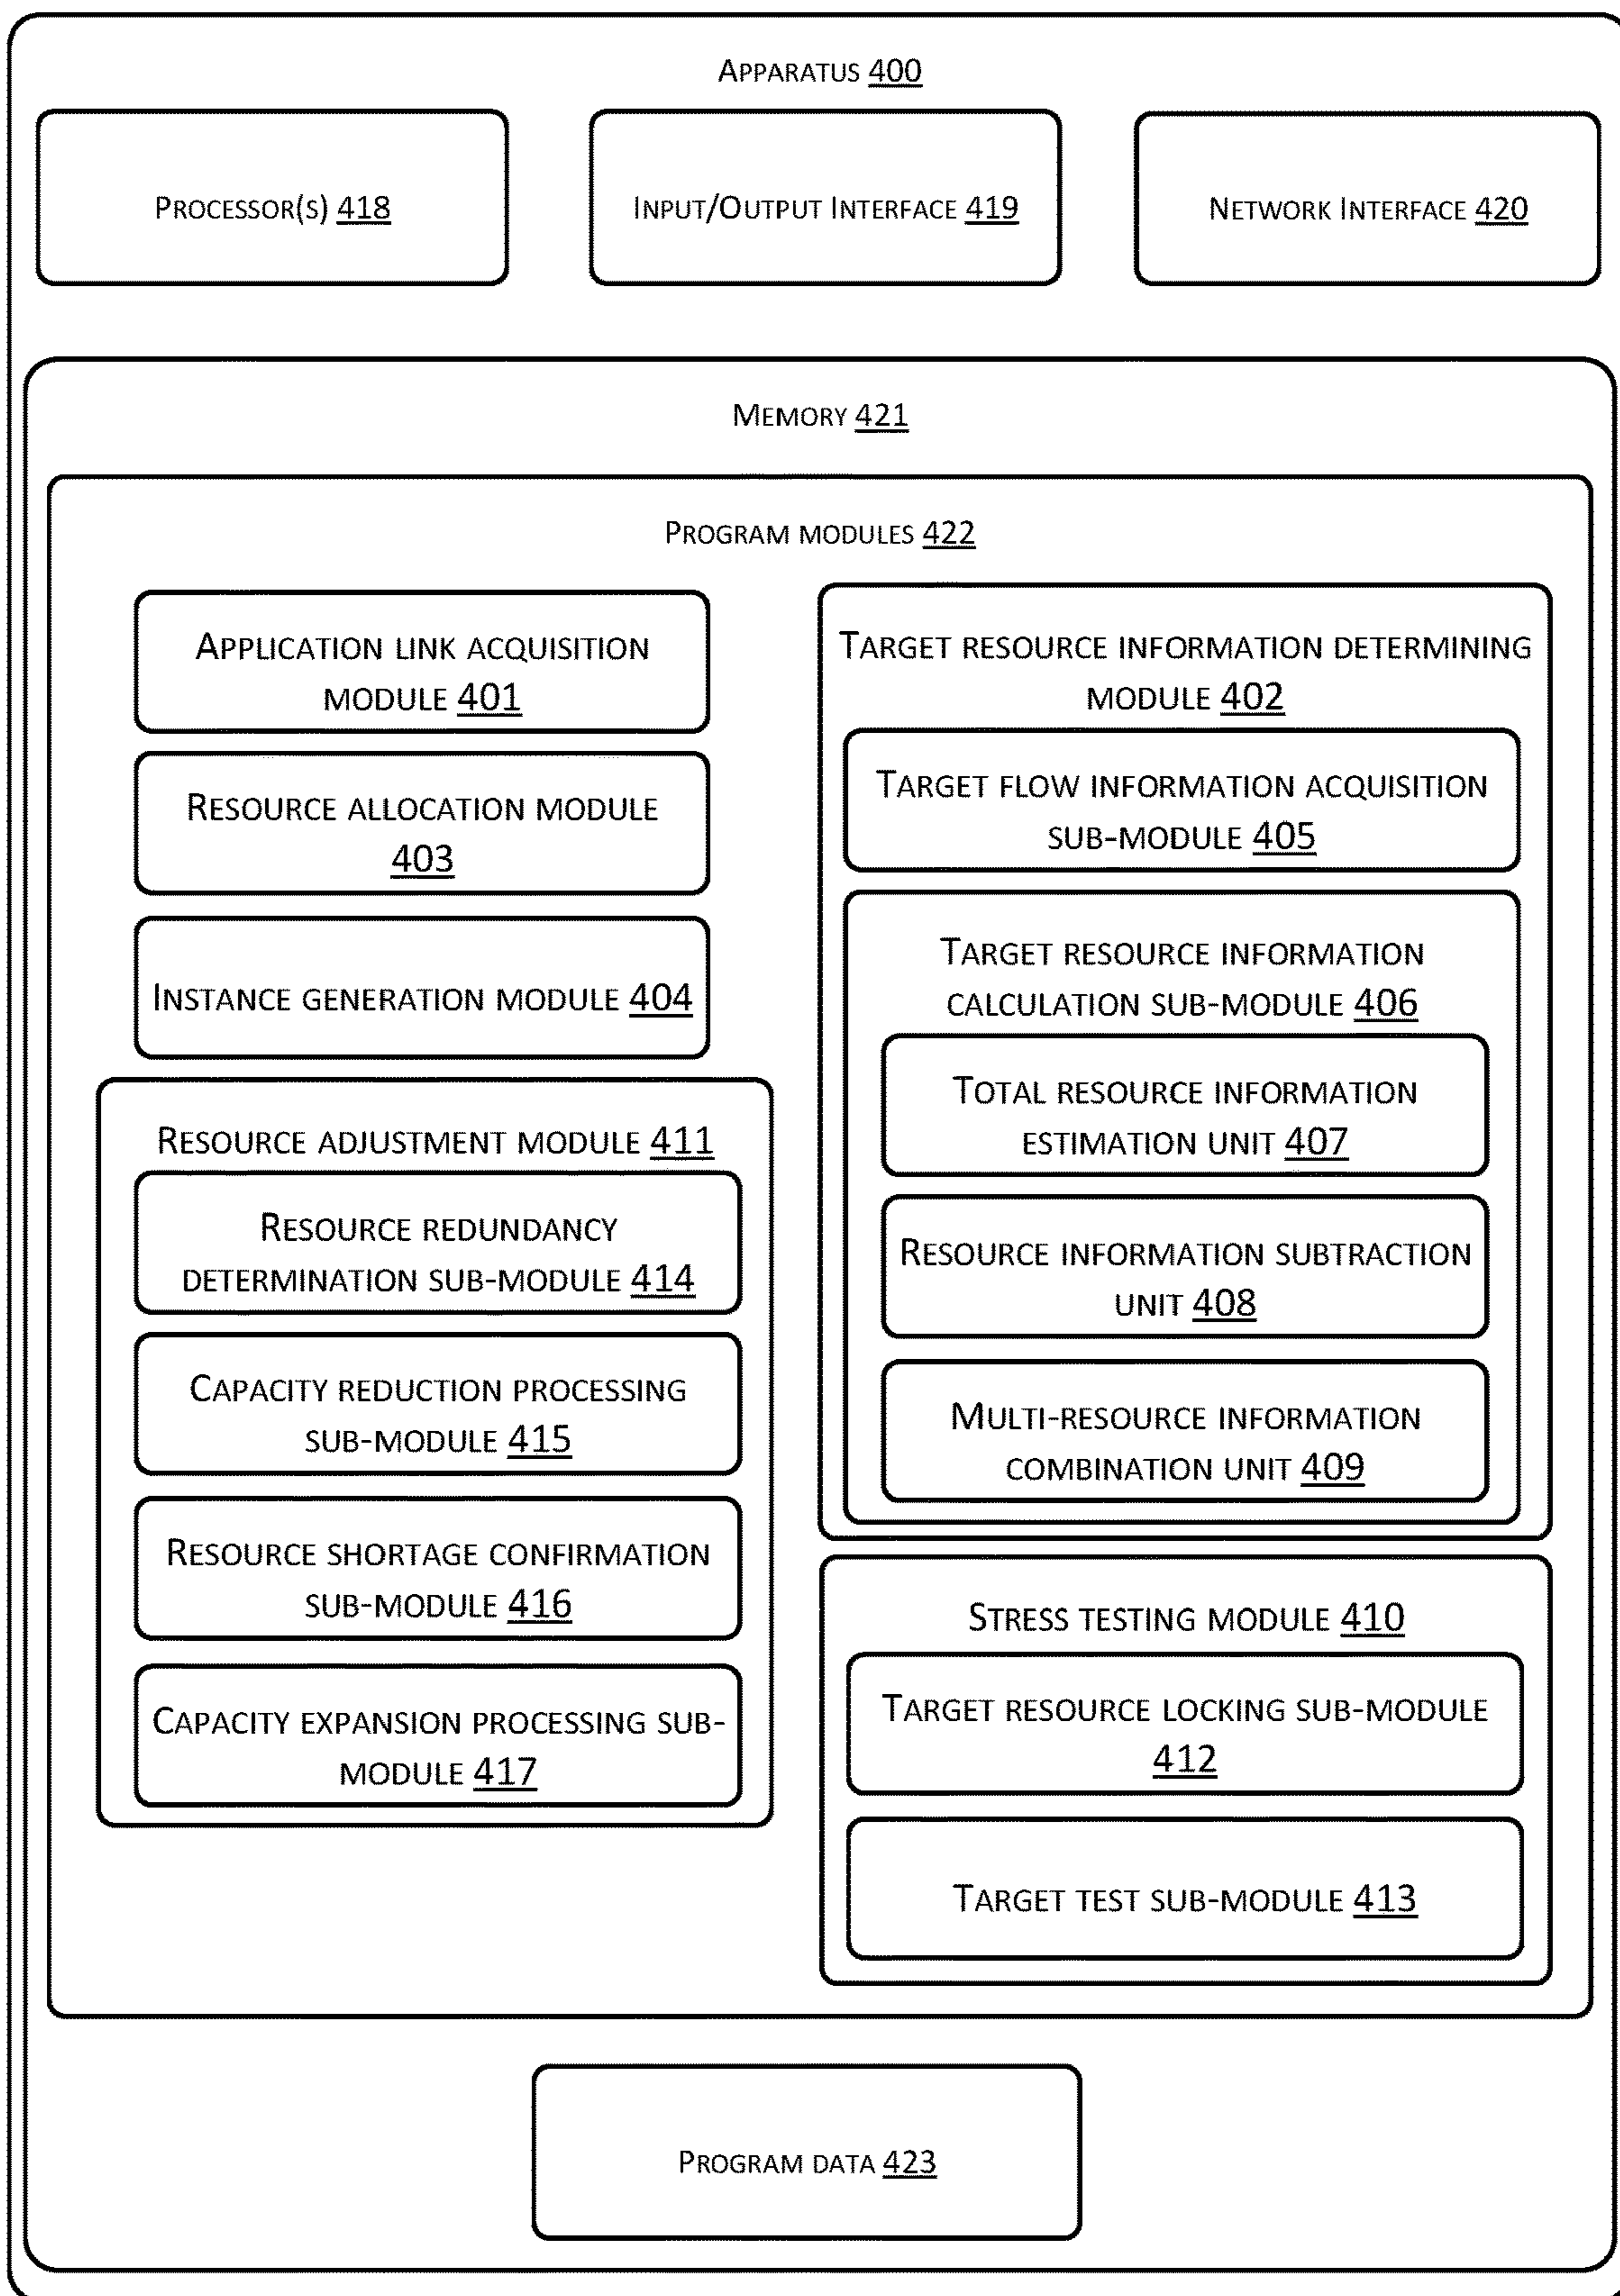 APPARATUS 400
PROCESSOR(S) 418
INPUT/OUTPUT INTERFACE 419
NETWORK INTERFACE 420
MEMORY 421
PROGRAM MODULES 422
APPLICATION LINK ACQUISITION
MODULE 401
RESOURCE ALLOCATION MODULE
403
INSTANCE GENERATION MODULE 404
RESOURCE ADJUSTMENT MODULE 411
RESOURCE REDUNDANCY
DETERMINATION SUB-MODULE 414
CAPACITY REDUCTION PROCESSING
SUB-MODULE 415
RESOURCE SHORTAGE CONFIRMATION
SUB-MODULE 416
CAPACITY EXPANSION PROCESSING SUB-
MODULE 417
TARGET RESOURCE INFORMATION DETERMINING
MODULE 402
TARGET FLOW INFORMATION ACQUISITION
SUB-MODULE 405
TARGET RESOURCE INFORMATION
CALCULATION SUB-MODULE 406
TOTAL RESOURCE INFORMATION
ESTIMATION UNIT 407
RESOURCE INFORMATION SUBTRACTION
UNIT 408
MULTI-RESOURCE INFORMATION
COMBINATION UNIT 409
STRESS TESTING MODULE 410
TARGET RESOURCE LOCKING SUB-MODULE
412
TARGET TEST SUB-MODULE 413
PROGRAM DATA 423